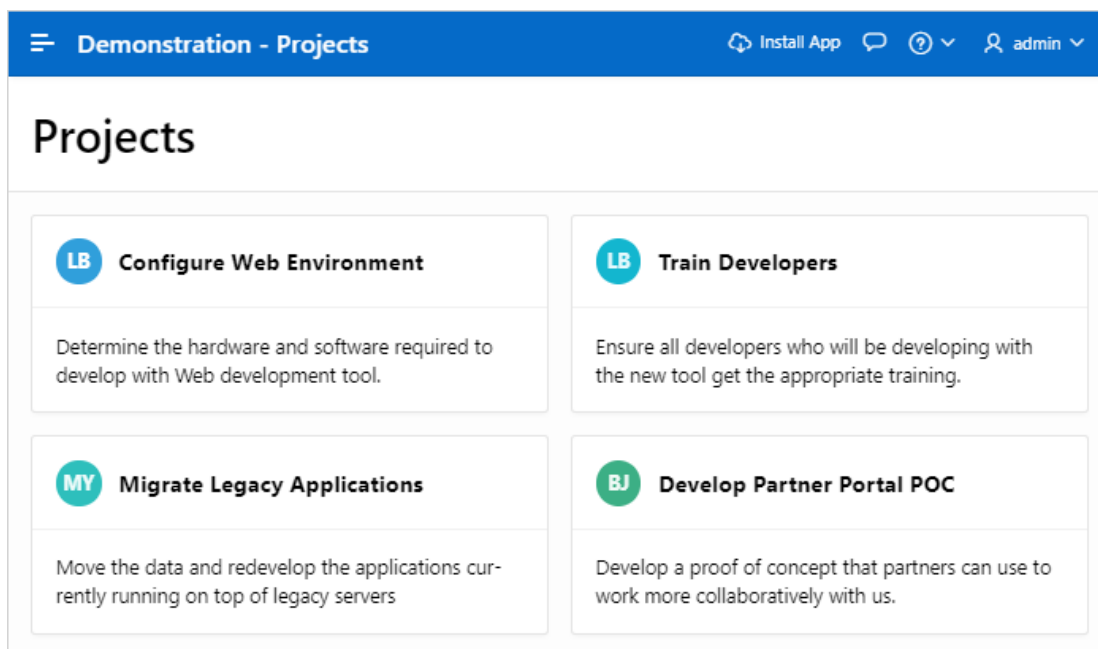 Demonstration - Projects
Install App
admin
Projects
LB Configure Web Environment
Determine the hardware and software required to
develop with Web development tool.
LB Train Developers
Ensure all developers who will be developing with
the new tool get the appropriate training.
MY Migrate Legacy Applications
Move the data and redevelop the applications cur-
rently running on top of legacy servers
BJ Develop Partner Portal POC
Develop a proof of concept that partners can use to
work more collaboratively with us.